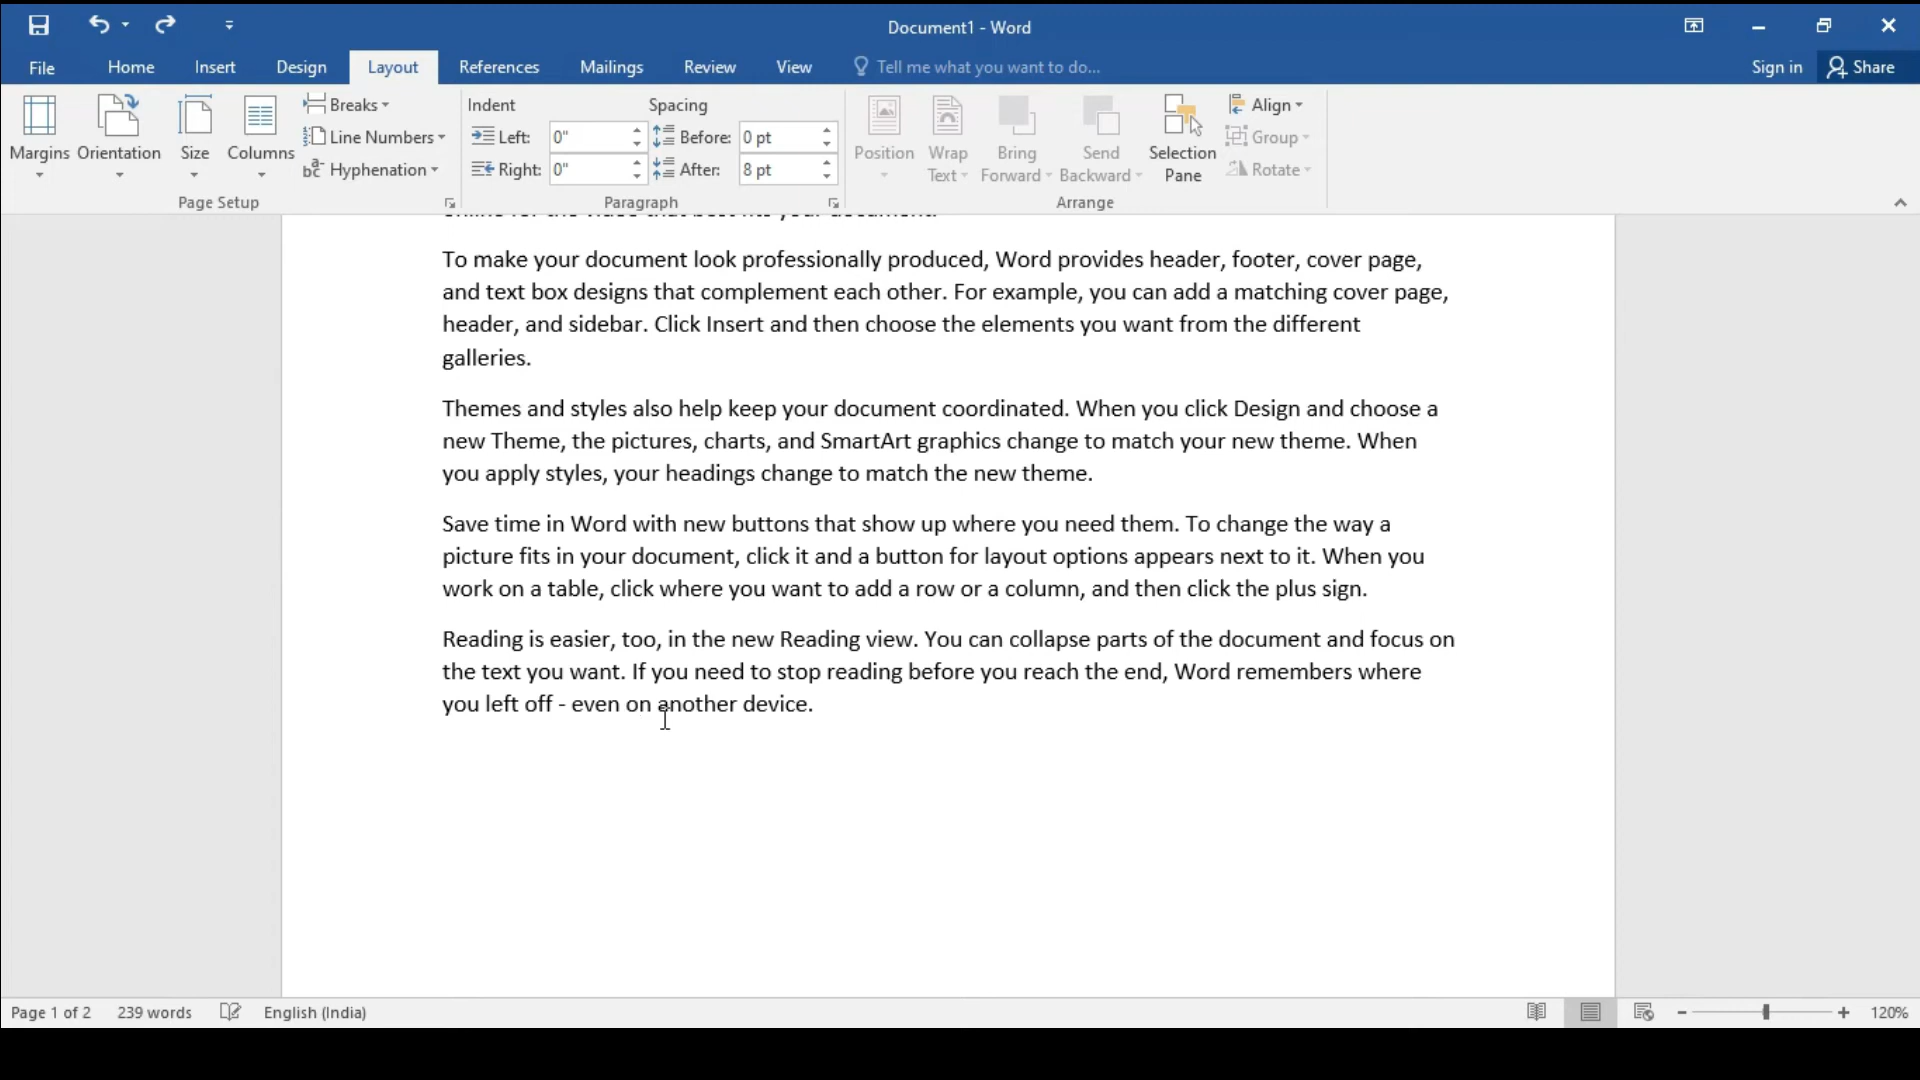 Document1 - Word
File Home Insert Design Layout References Mailings Review View Tell me what you want to do... Sign in Share
Margins Orientation Size Columns
Breaks
Line Numbers
Hyphenation
Page Setup
Indent Spacing
Left: 0" Before: 0 pt
Right: 0" After: 8 pt
Paragraph
Position Wrap Text Bring Forward Send Backward Selection Pane
Align
Group
Rotate
Arrange
online for the video that best fits your document.
To make your document look professionally produced, Word provides header, footer, cover page,
and text box designs that complement each other. For example, you can add a matching cover page,
header, and sidebar. Click Insert and then choose the elements you want from the different
galleries.
Themes and styles also help keep your document coordinated. When you click Design and choose a
new Theme, the pictures, charts, and SmartArt graphics change to match your new theme. When
you apply styles, your headings change to match the new theme.
Save time in Word with new buttons that show up where you need them. To change the way a
picture fits in your document, click it and a button for layout options appears next to it. When you
work on a table, click where you want to add a row or a column, and then click the plus sign.
Reading is easier, too, in the new Reading view. You can collapse parts of the document and focus on
the text you want. If you need to stop reading before you reach the end, Word remembers where
you left off - even on another device.
Page 1 of 2 239 words English (India) 120%